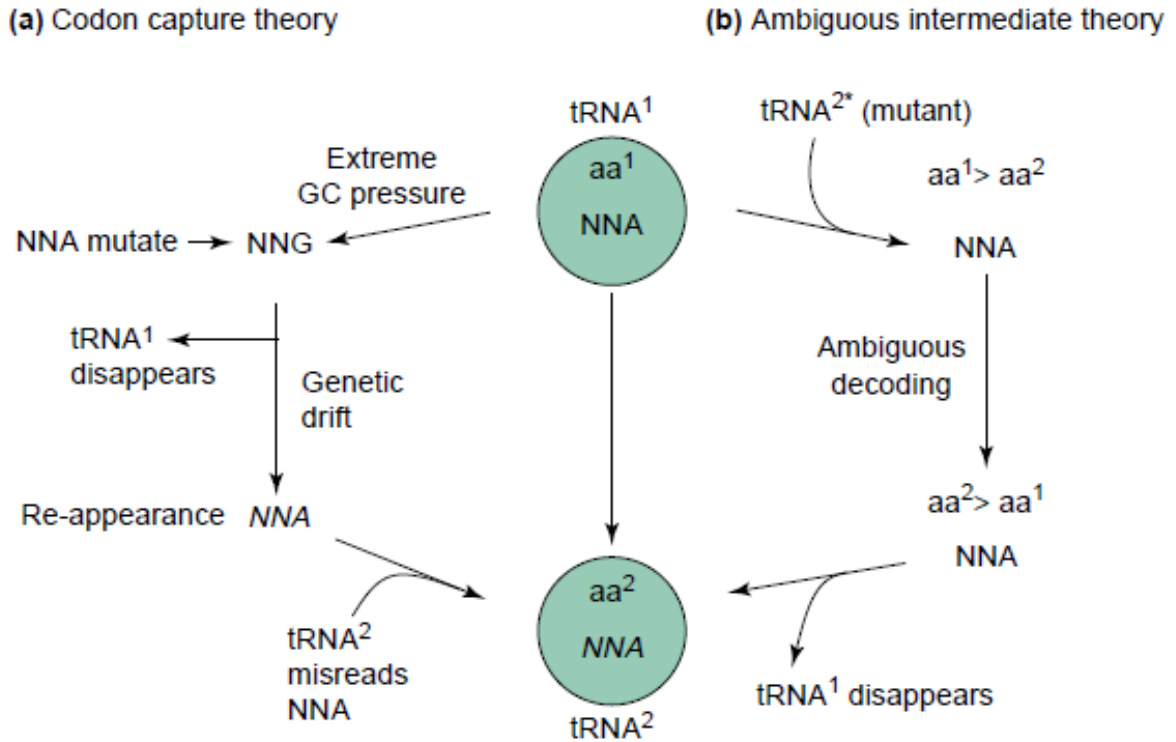 (a) Codon capture theory
(b) Ambiguous intermediate theory
tRNA¹
aa¹
NNA
Extreme
GC pressure
NNA mutate
NNG
tRNA¹
disappears
Genetic
drift
Re-appearance NNA
tRNA²
misreads
NNA
aa²
NNA
tRNA²
tRNA²* (mutant)
aa¹> aa²
NNA
Ambiguous
decoding
aa²> aa¹
NNA
tRNA¹ disappears